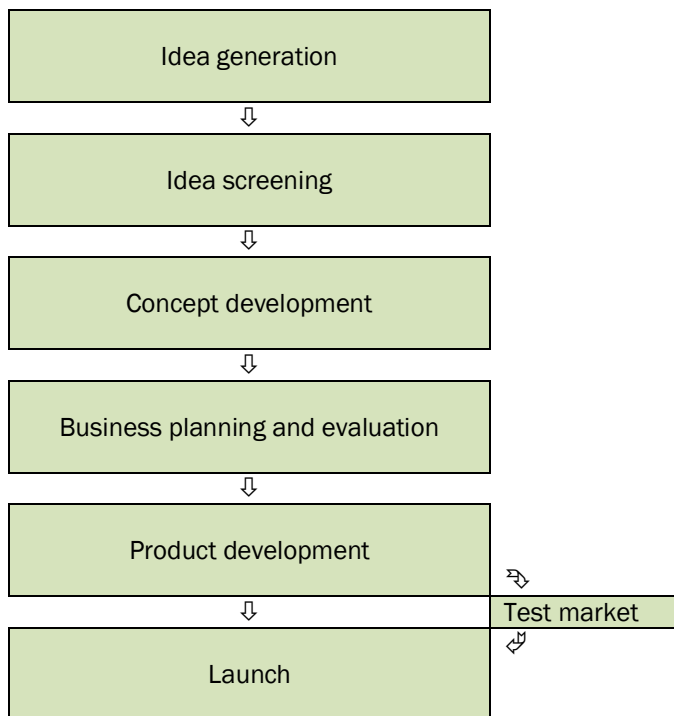 Idea generation
Idea screening
Concept development
Business planning and evaluation
Product development
Test market
Launch